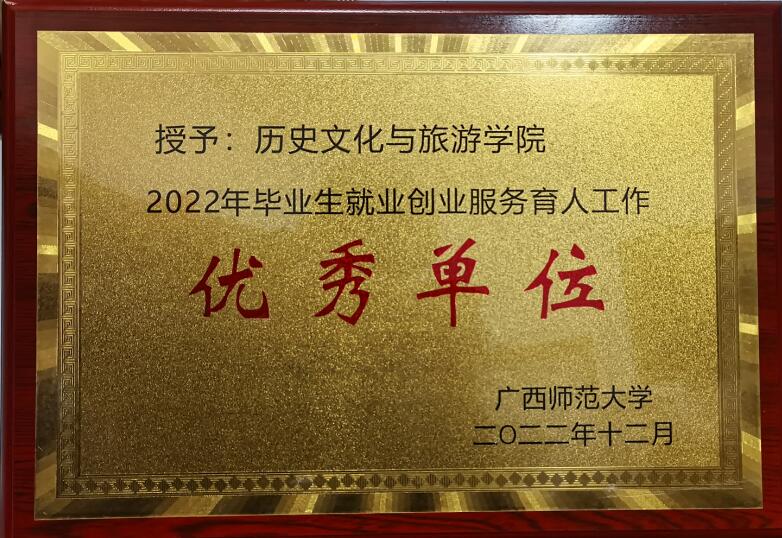 授予：历史文化与旅游学院
2022年毕业生就业创业服务育人工作
优秀单位
广西师范大学
二O二二年十二月